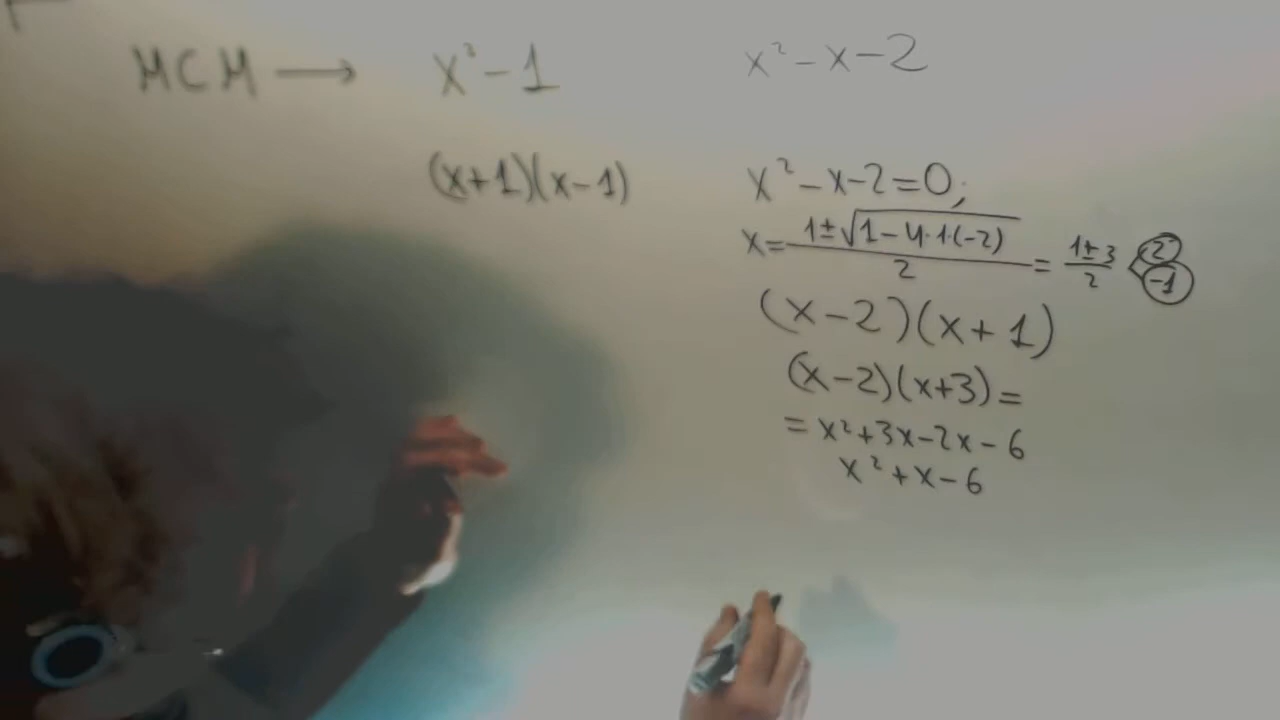 MCM → x² - 1
x² - x - 2
(x+1)(x-1)
x² - x - 2 = 0;
x = (1 ± √(1 - 4·1·(-2))) / 2 = (1 ± 3) / 2 < 2, -1
(x - 2)(x + 1)
(x - 2)(x+3) =
= x² + 3x - 2x - 6
x² + x - 6